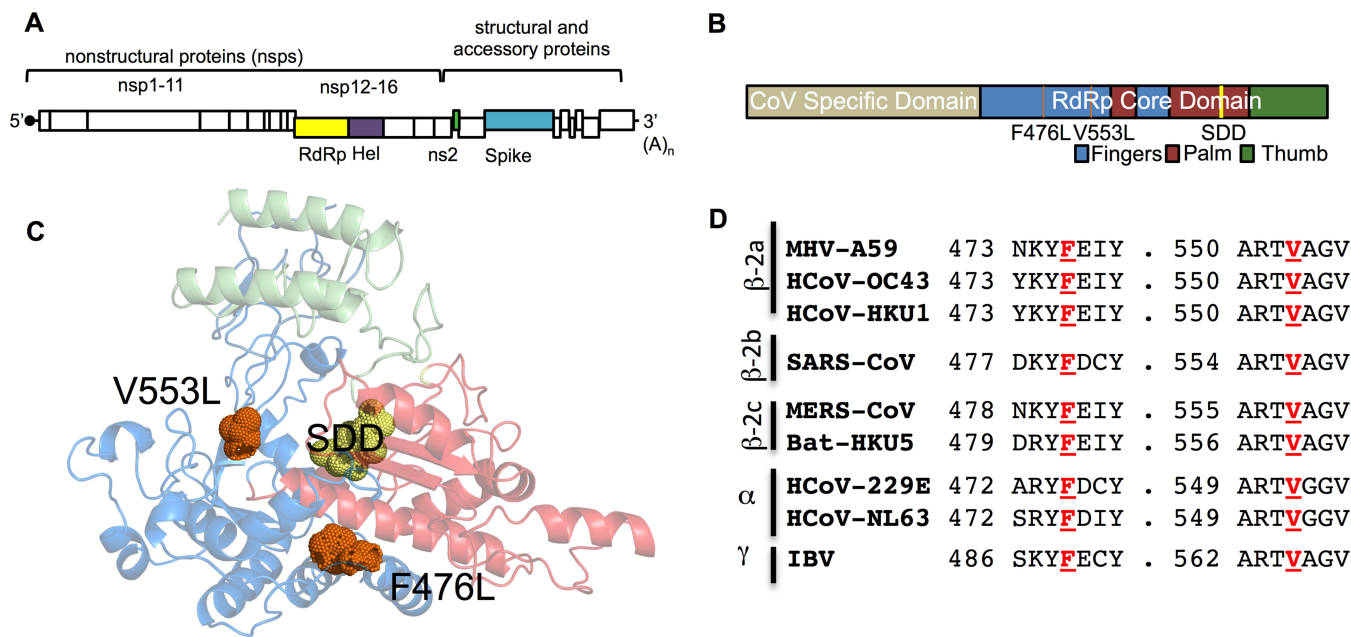 A
structural and
accessory proteins
nonstructural proteins (nsps)
nsp1-11 nsp12-16
5’ 3’
(A)n
RdRp Hel ns2 Spike
B
CoV Specific Domain RdRp Core Domain
F476L V553L SDD
Fingers Palm Thumb
C
V553L
SDD
F476L
D
β-2a
MHV-A59 473 NKYFEIY . 550 ARTVAGV
HCoV-OC43 473 YKYFEIY . 550 ARTVAGV
HCoV-HKU1 473 YKYFEIY . 550 ARTVAGV
β-2b
SARS-CoV 477 DKYFDCY . 554 ARTVAGV
β-2c
MERS-CoV 478 NKYFEIY . 555 ARTVAGV
Bat-HKU5 479 DRYFEIY . 556 ARTVAGV
α
HCoV-229E 472 ARYFDCY . 549 ARTVGGV
HCoV-NL63 472 SRYFDIY . 549 ARTVGGV
γ
IBV 486 SKYFECY . 562 ARTVAGV